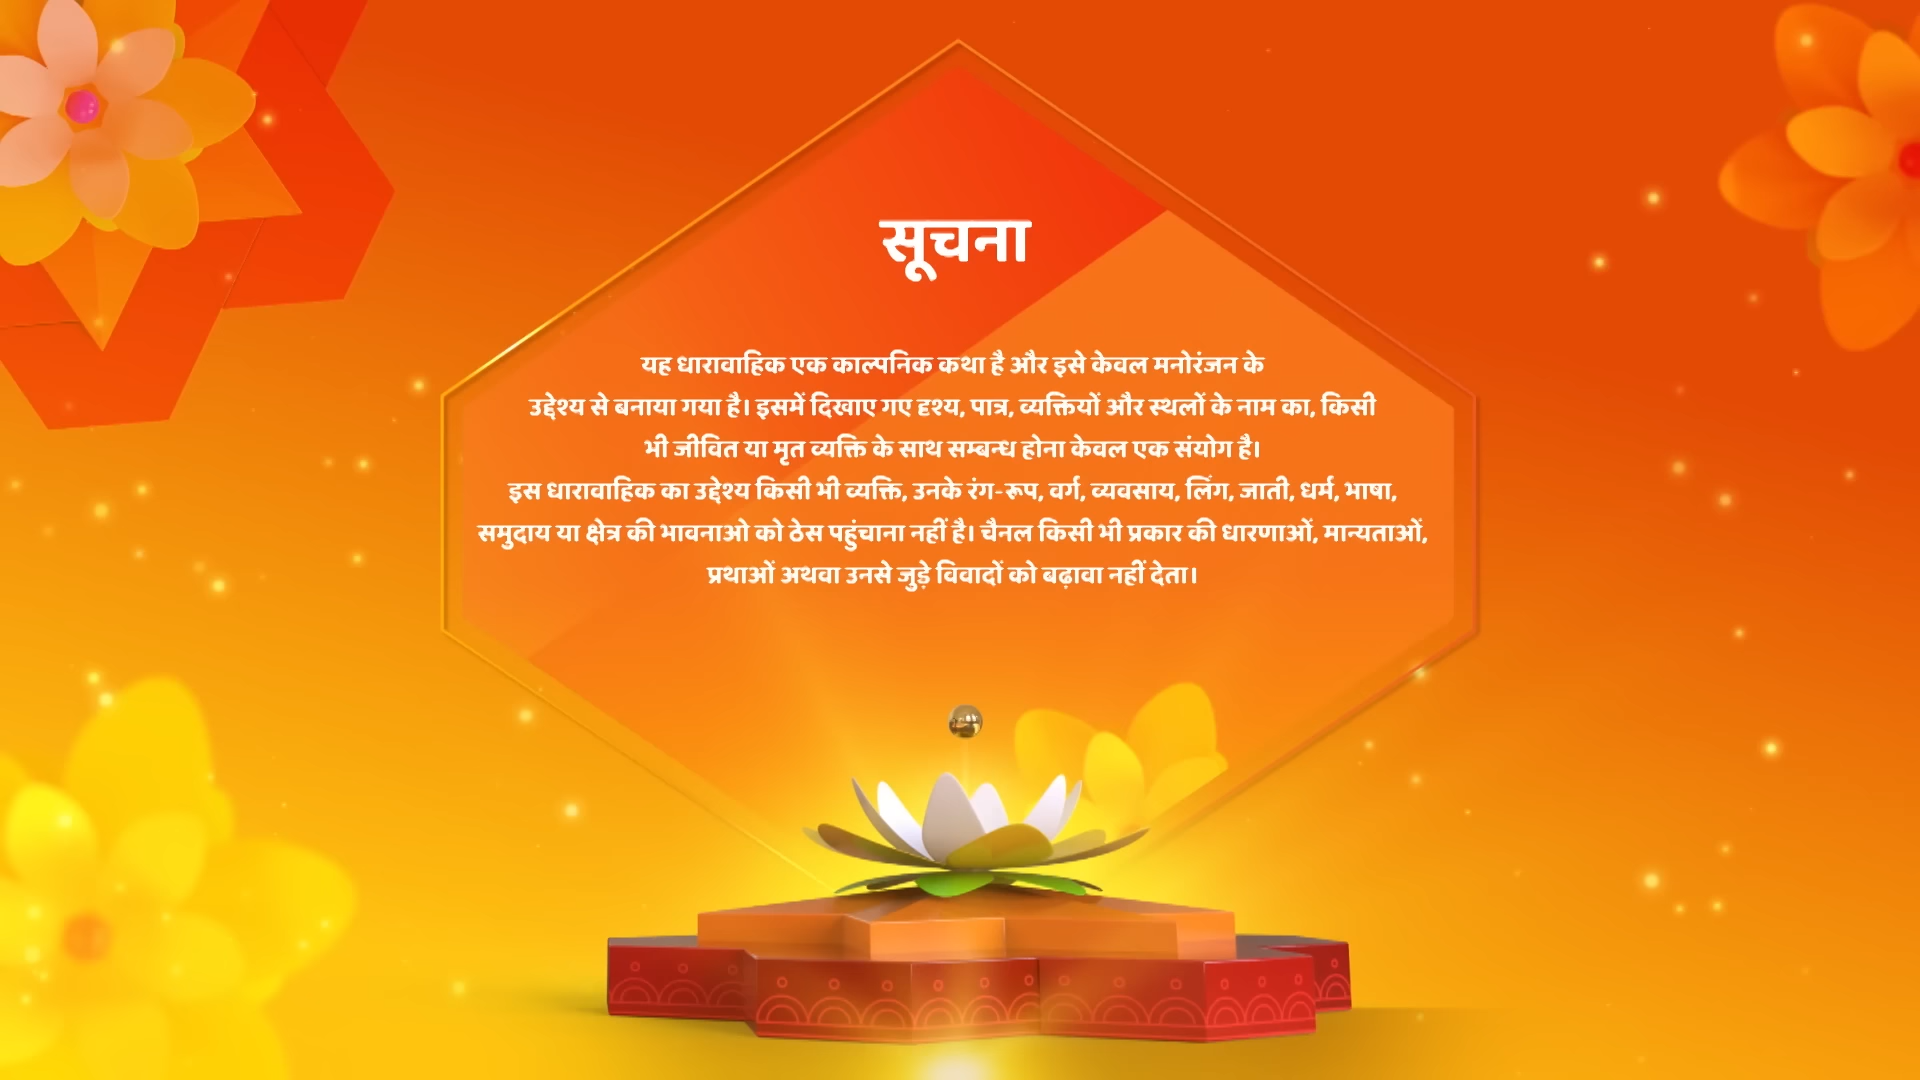 सूचना
यह धारावाहिक एक काल्पनिक कथा है और इसे केवल मनोरंजन के
उद्देश्य से बनाया गया है। इसमें दिखाए गए दृश्य, पात्र, व्यक्तियों और स्थलों के नाम का, किसी
भी जीवित या मृत व्यक्ति के साथ सम्बन्ध होना केवल एक संयोग है।
इस धारावाहिक का उद्देश्य किसी भी व्यक्ति, उनके रंग-रूप, वर्ग, व्यवसाय, लिंग, जाती, धर्म, भाषा,
समुदाय या क्षेत्र की भावनाओ को ठेस पहुंचाना नहीं है। चैनल किसी भी प्रकार की धारणाओं, मान्यताओं,
प्रथाओं अथवा उनसे जुड़े विवादों को बढ़ावा नहीं देता।